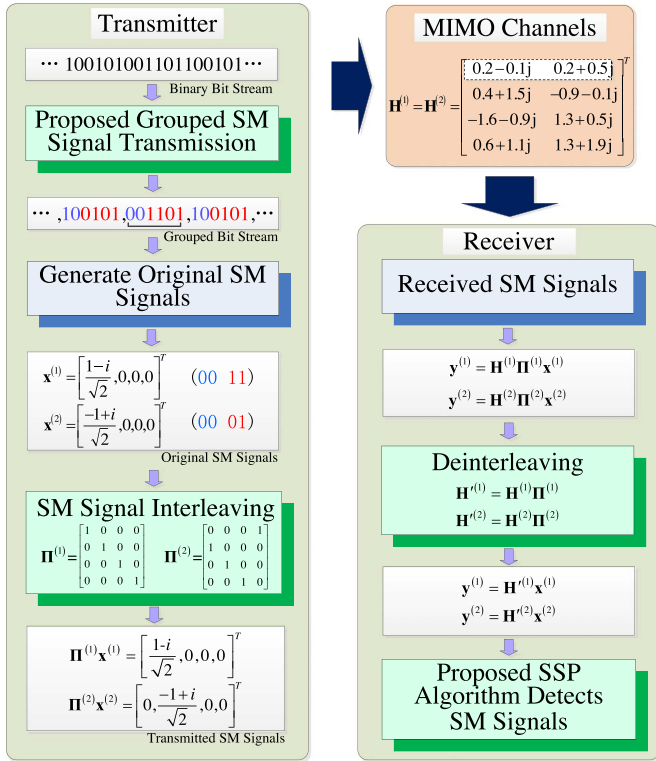 Transmitter
··· 100101001101100101···
Binary Bit Stream
Proposed Grouped SM
Signal Transmission
··· ,100101,001101,100101,···
Grouped Bit Stream
Generate Original SM
Signals
x^(1) = [(1−i)/√2 ,0,0,0]^T (00 11)
x^(2) = [(−1+i)/√2 ,0,0,0]^T (00 01)
Original SM Signals
SM Signal Interleaving
Π^(1) = [1 0 0 0; 0 1 0 0; 0 0 1 0; 0 0 0 1] Π^(2) = [0 0 0 1; 1 0 0 0; 0 1 0 0; 0 0 1 0]
Π^(1)x^(1) = [(1-i)/√2 ,0,0,0]^T
Π^(2)x^(2) = [0, (−1+i)/√2 ,0,0]^T
Transmitted SM Signals
MIMO Channels
H^(1) = H^(2) = [0.2−0.1j 0.2+0.5j
0.4+1.5j −0.9−0.1j
−1.6−0.9j 1.3+0.5j
0.6+1.1j 1.3+1.9j]^T
Receiver
Received SM Signals
y^(1) = H^(1)Π^(1)x^(1)
y^(2) = H^(2)Π^(2)x^(2)
Deinterleaving
H′^(1) = H^(1)Π^(1)
H′^(2) = H^(2)Π^(2)
y^(1) = H′^(1)x^(1)
y^(2) = H′^(2)x^(2)
Proposed SSP
Algorithm Detects
SM Signals